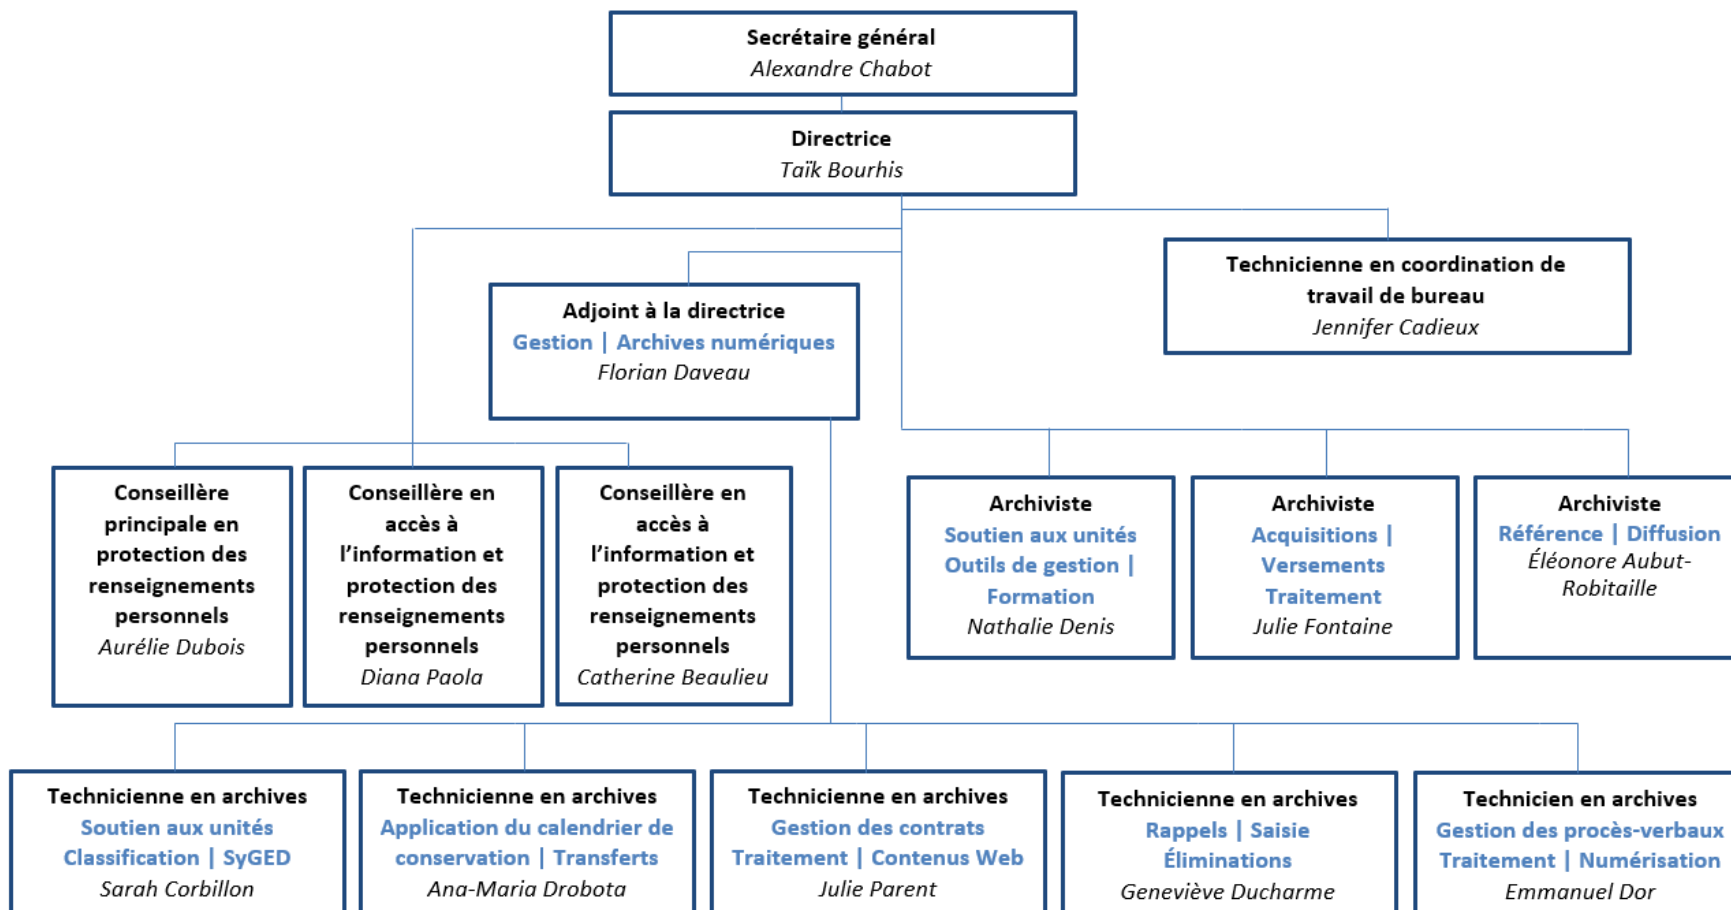 Secrétaire général
Alexandre Chabot
Directrice
Taïk Bourhis
Technicienne en coordination de
travail de bureau
Jennifer Cadieux
Adjoint à la directrice
Gestion | Archives numériques
Florian Daveau
Conseillère
principale en
protection des
renseignements
personnels
Aurélie Dubois
Conseillère en
accès à
l’information et
protection des
renseignements
personnels
Diana Paola
Conseillère en
accès à
l’information et
protection des
renseignements
personnels
Catherine Beaulieu
Archiviste
Soutien aux unités
Outils de gestion |
Formation
Nathalie Denis
Archiviste
Acquisitions |
Versements
Traitement
Julie Fontaine
Archiviste
Référence | Diffusion
Éléonore Aubut-
Robitaille
Technicienne en archives
Soutien aux unités
Classification | SyGED
Sarah Corbillon
Technicienne en archives
Application du calendrier de
conservation | Transferts
Ana-Maria Drobota
Technicienne en archives
Gestion des contrats
Traitement | Contenus Web
Julie Parent
Technicienne en archives
Rappels | Saisie
Éliminations
Geneviève Ducharme
Technicien en archives
Gestion des procès-verbaux
Traitement | Numérisation
Emmanuel Dor